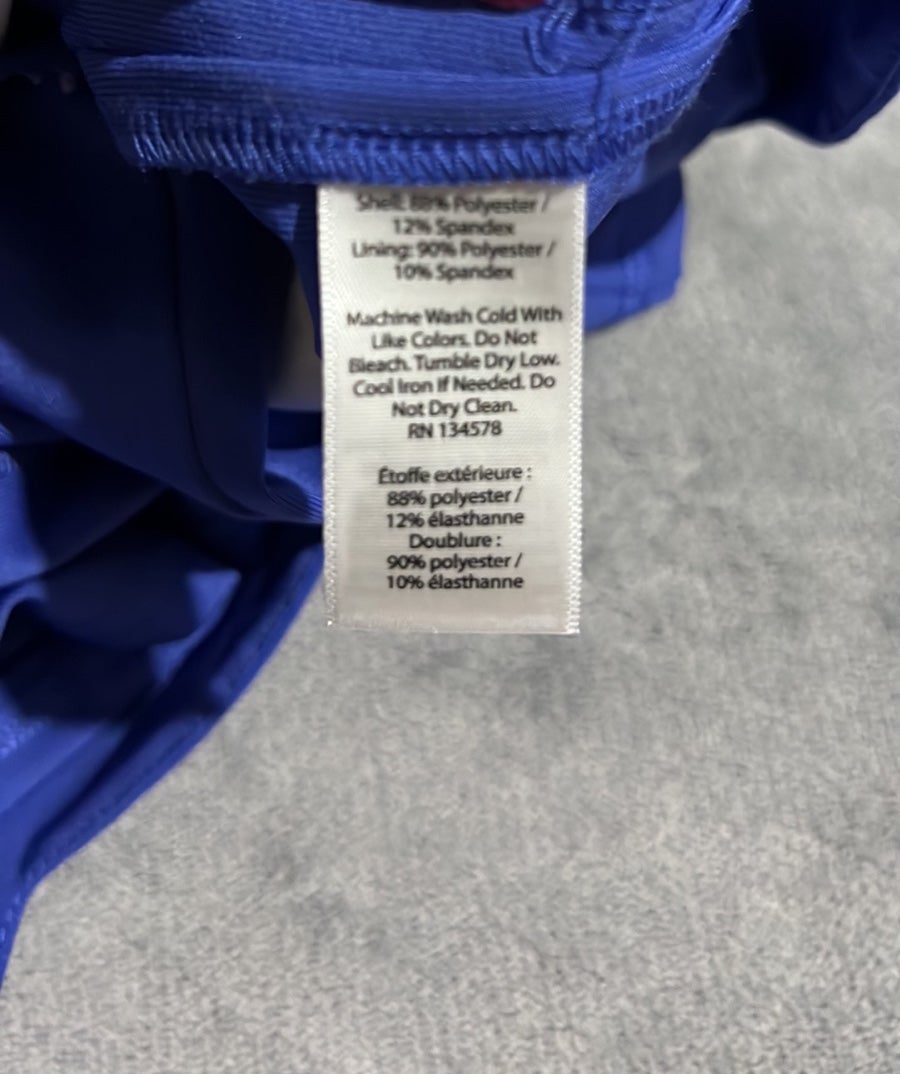 Shell: 88% Polyester /
12% Spandex
Lining: 90% Polyester /
10% Spandex
Machine Wash Cold With
Like Colors. Do Not
Bleach. Tumble Dry Low.
Cool Iron If Needed. Do
Not Dry Clean.
RN 134578
Étoffe extérieure :
88% polyester /
12% élasthanne
Doublure :
90% polyester /
10% élasthanne